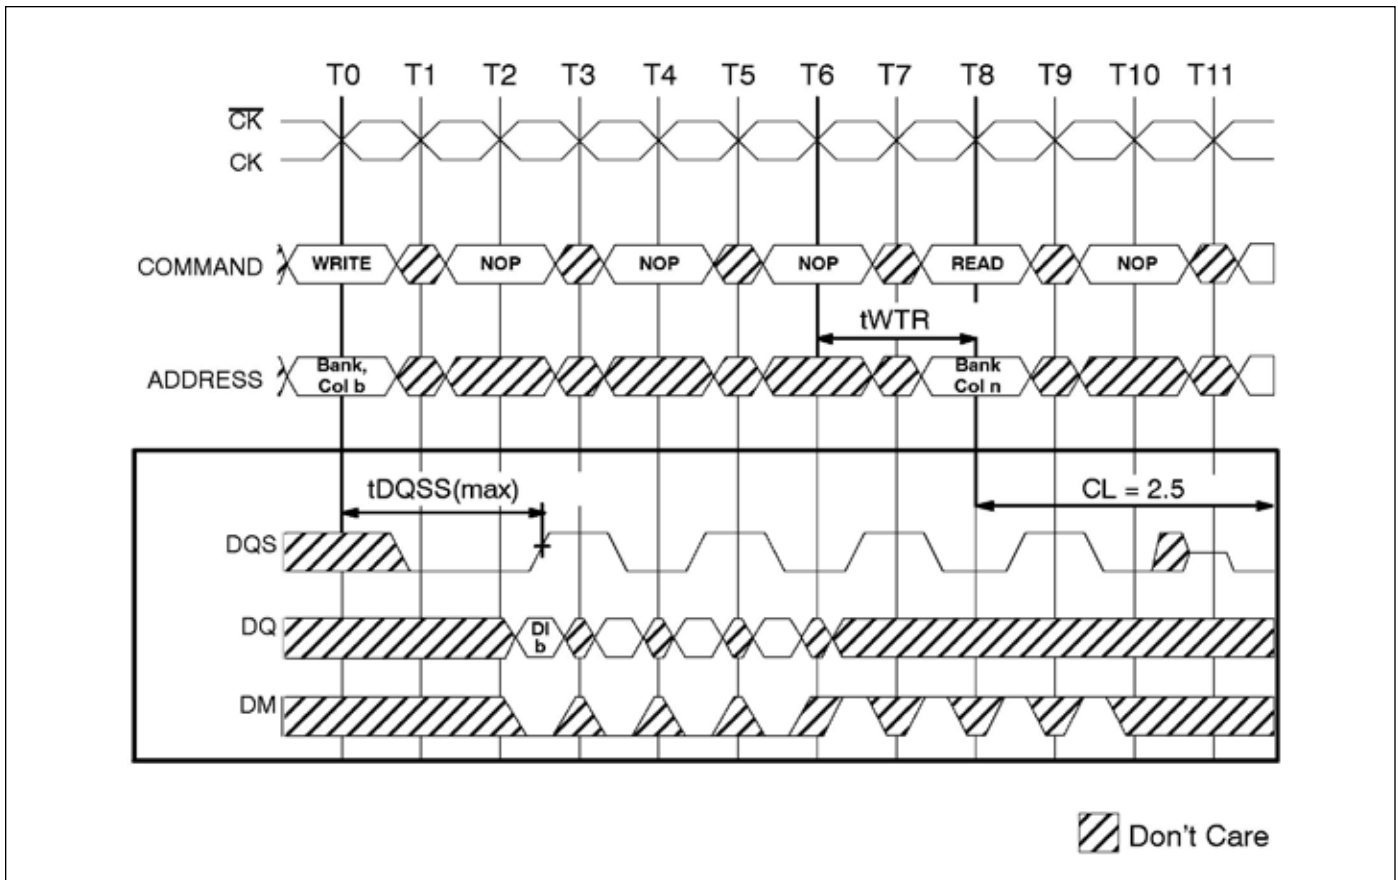 T0 T1 T2 T3 T4 T5 T6 T7 T8 T9 T10 T11
CK
CK
COMMAND WRITE NOP NOP NOP READ NOP
tWTR
ADDRESS Bank, Col b Bank Col n
tDQSS(max) CL = 2.5
DQS
DQ DI b
DM
Don't Care